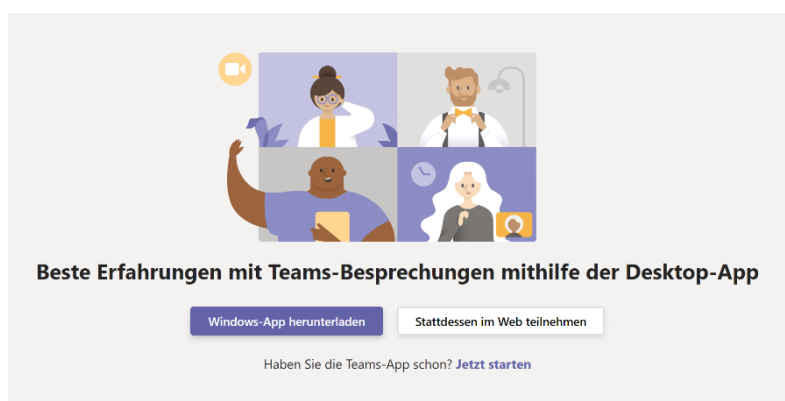 Beste Erfahrungen mit Teams-Besprechungen mithilfe der Desktop-App
Windows-App herunterladen
Stattdessen im Web teilnehmen
Haben Sie die Teams-App schon? Jetzt starten